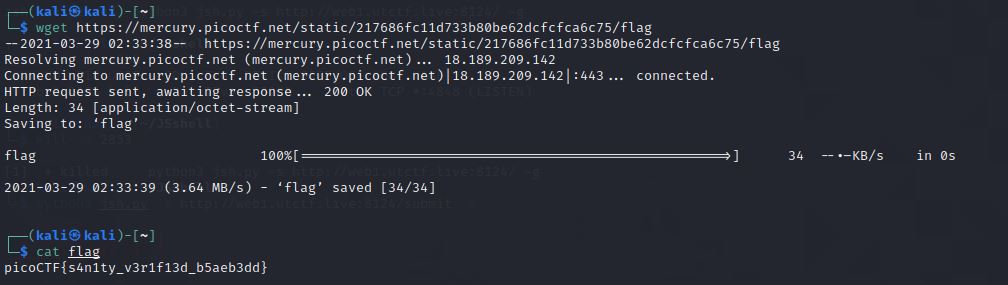 ┌──(kali㉿kali)-[~]
└─$ wget https://mercury.picoctf.net/static/217686fc11d733b80be62dcfcfca6c75/flag
--2021-03-29 02:33:38-- https://mercury.picoctf.net/static/217686fc11d733b80be62dcfcfca6c75/flag
Resolving mercury.picoctf.net (mercury.picoctf.net)... 18.189.209.142
Connecting to mercury.picoctf.net (mercury.picoctf.net)|18.189.209.142|:443... connected.
HTTP request sent, awaiting response... 200 OK
Length: 34 [application/octet-stream]
Saving to: ‘flag’
flag 100%[===================================================>] 34 --.-KB/s in 0s
2021-03-29 02:33:39 (3.64 MB/s) - ‘flag’ saved [34/34]
┌──(kali㉿kali)-[~]
└─$ cat flag
picoCTF{s4n1ty_v3r1f13d_b5aeb3dd}